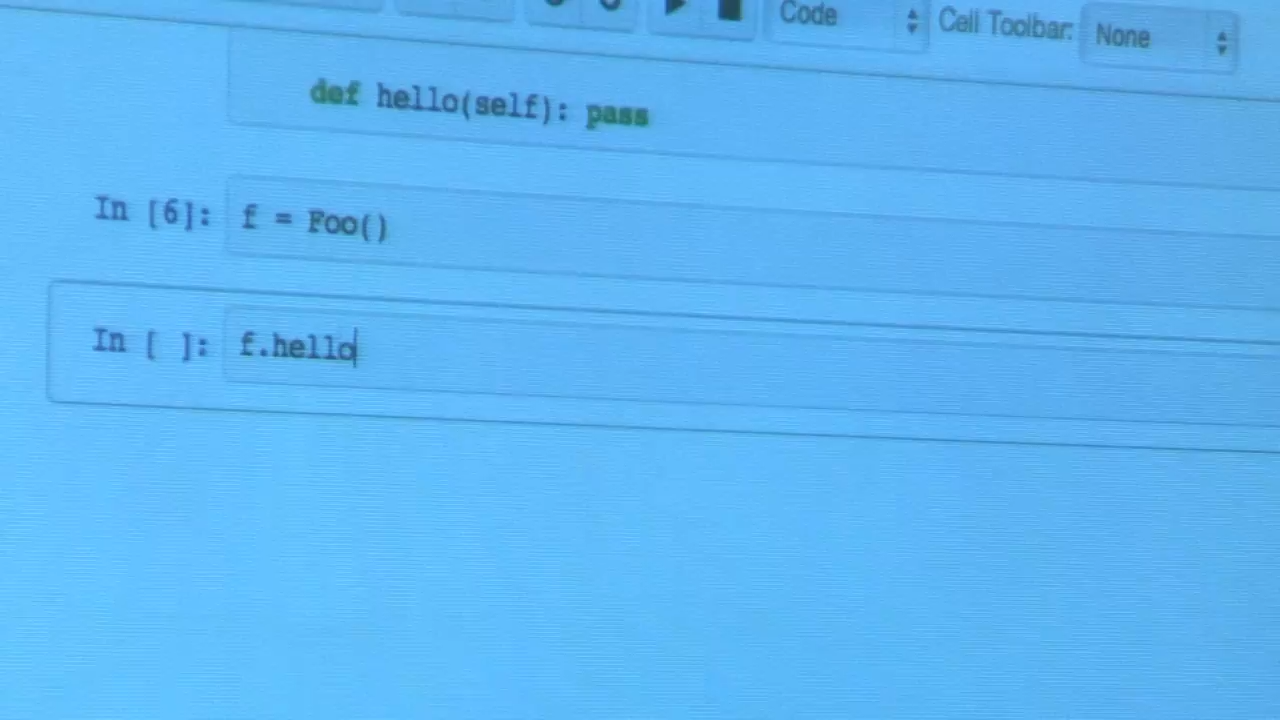 Code Cell Toolbar: None
def hello(self): pass
In [6]: f = Foo()
In [ ]: f.hello